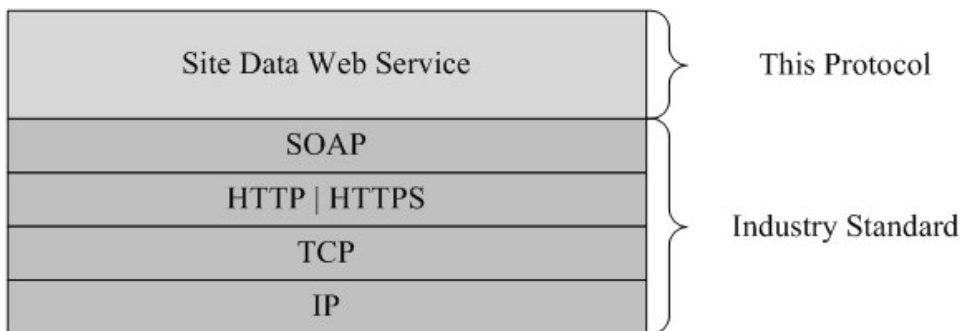 Site Data Web Service
This Protocol
SOAP
HTTP | HTTPS
TCP
IP
Industry Standard